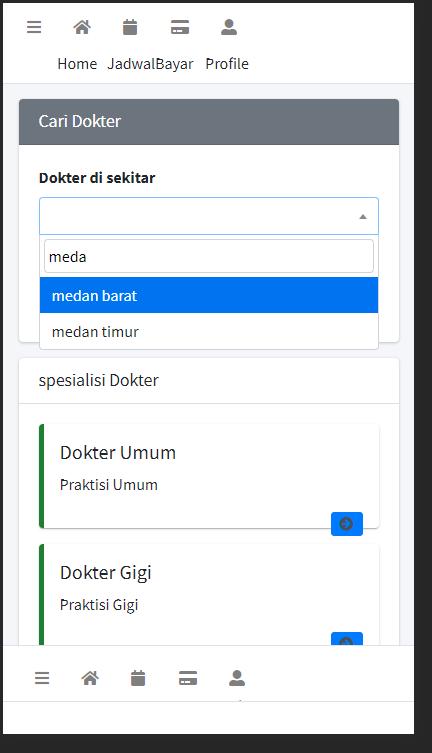 Home JadwalBayar Profile
Cari Dokter
Dokter di sekitar
meda
medan barat
medan timur
spesialisi Dokter
Dokter Umum
Praktisi Umum
Dokter Gigi
Praktisi Gigi